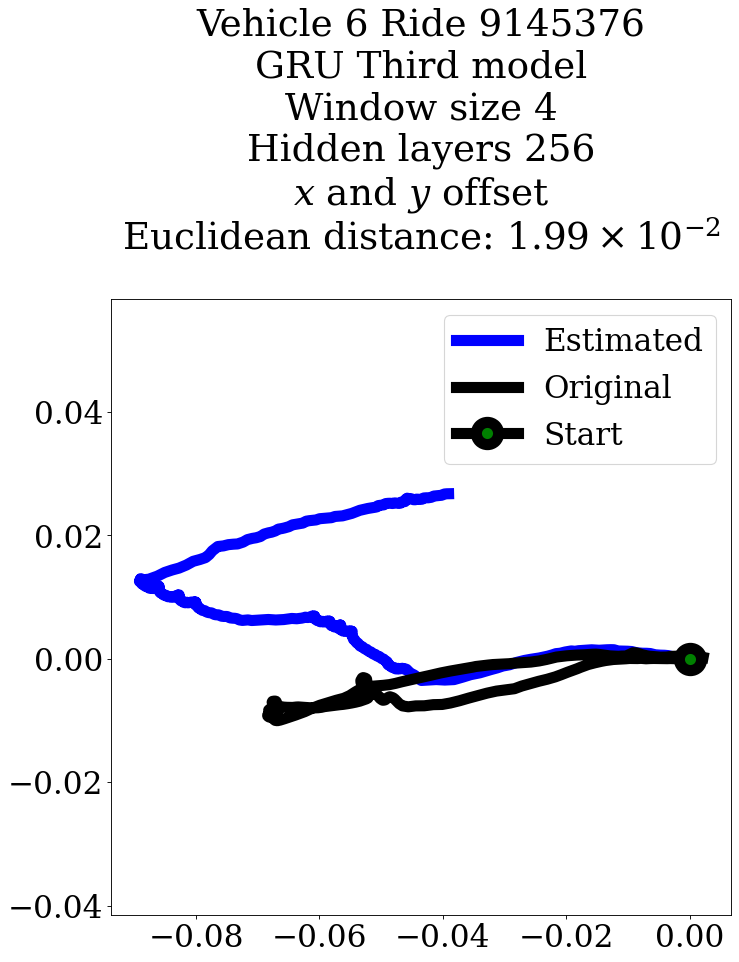 Vehicle 6 Ride 9145376
GRU Third model
Window size 4
Hidden layers 256
x and y offset
Euclidean distance: 1.99 × 10⁻²
Estimated
Original
Start
0.04
0.02
0.00
−0.02
−0.04
−0.08 −0.06 −0.04 −0.02 0.00